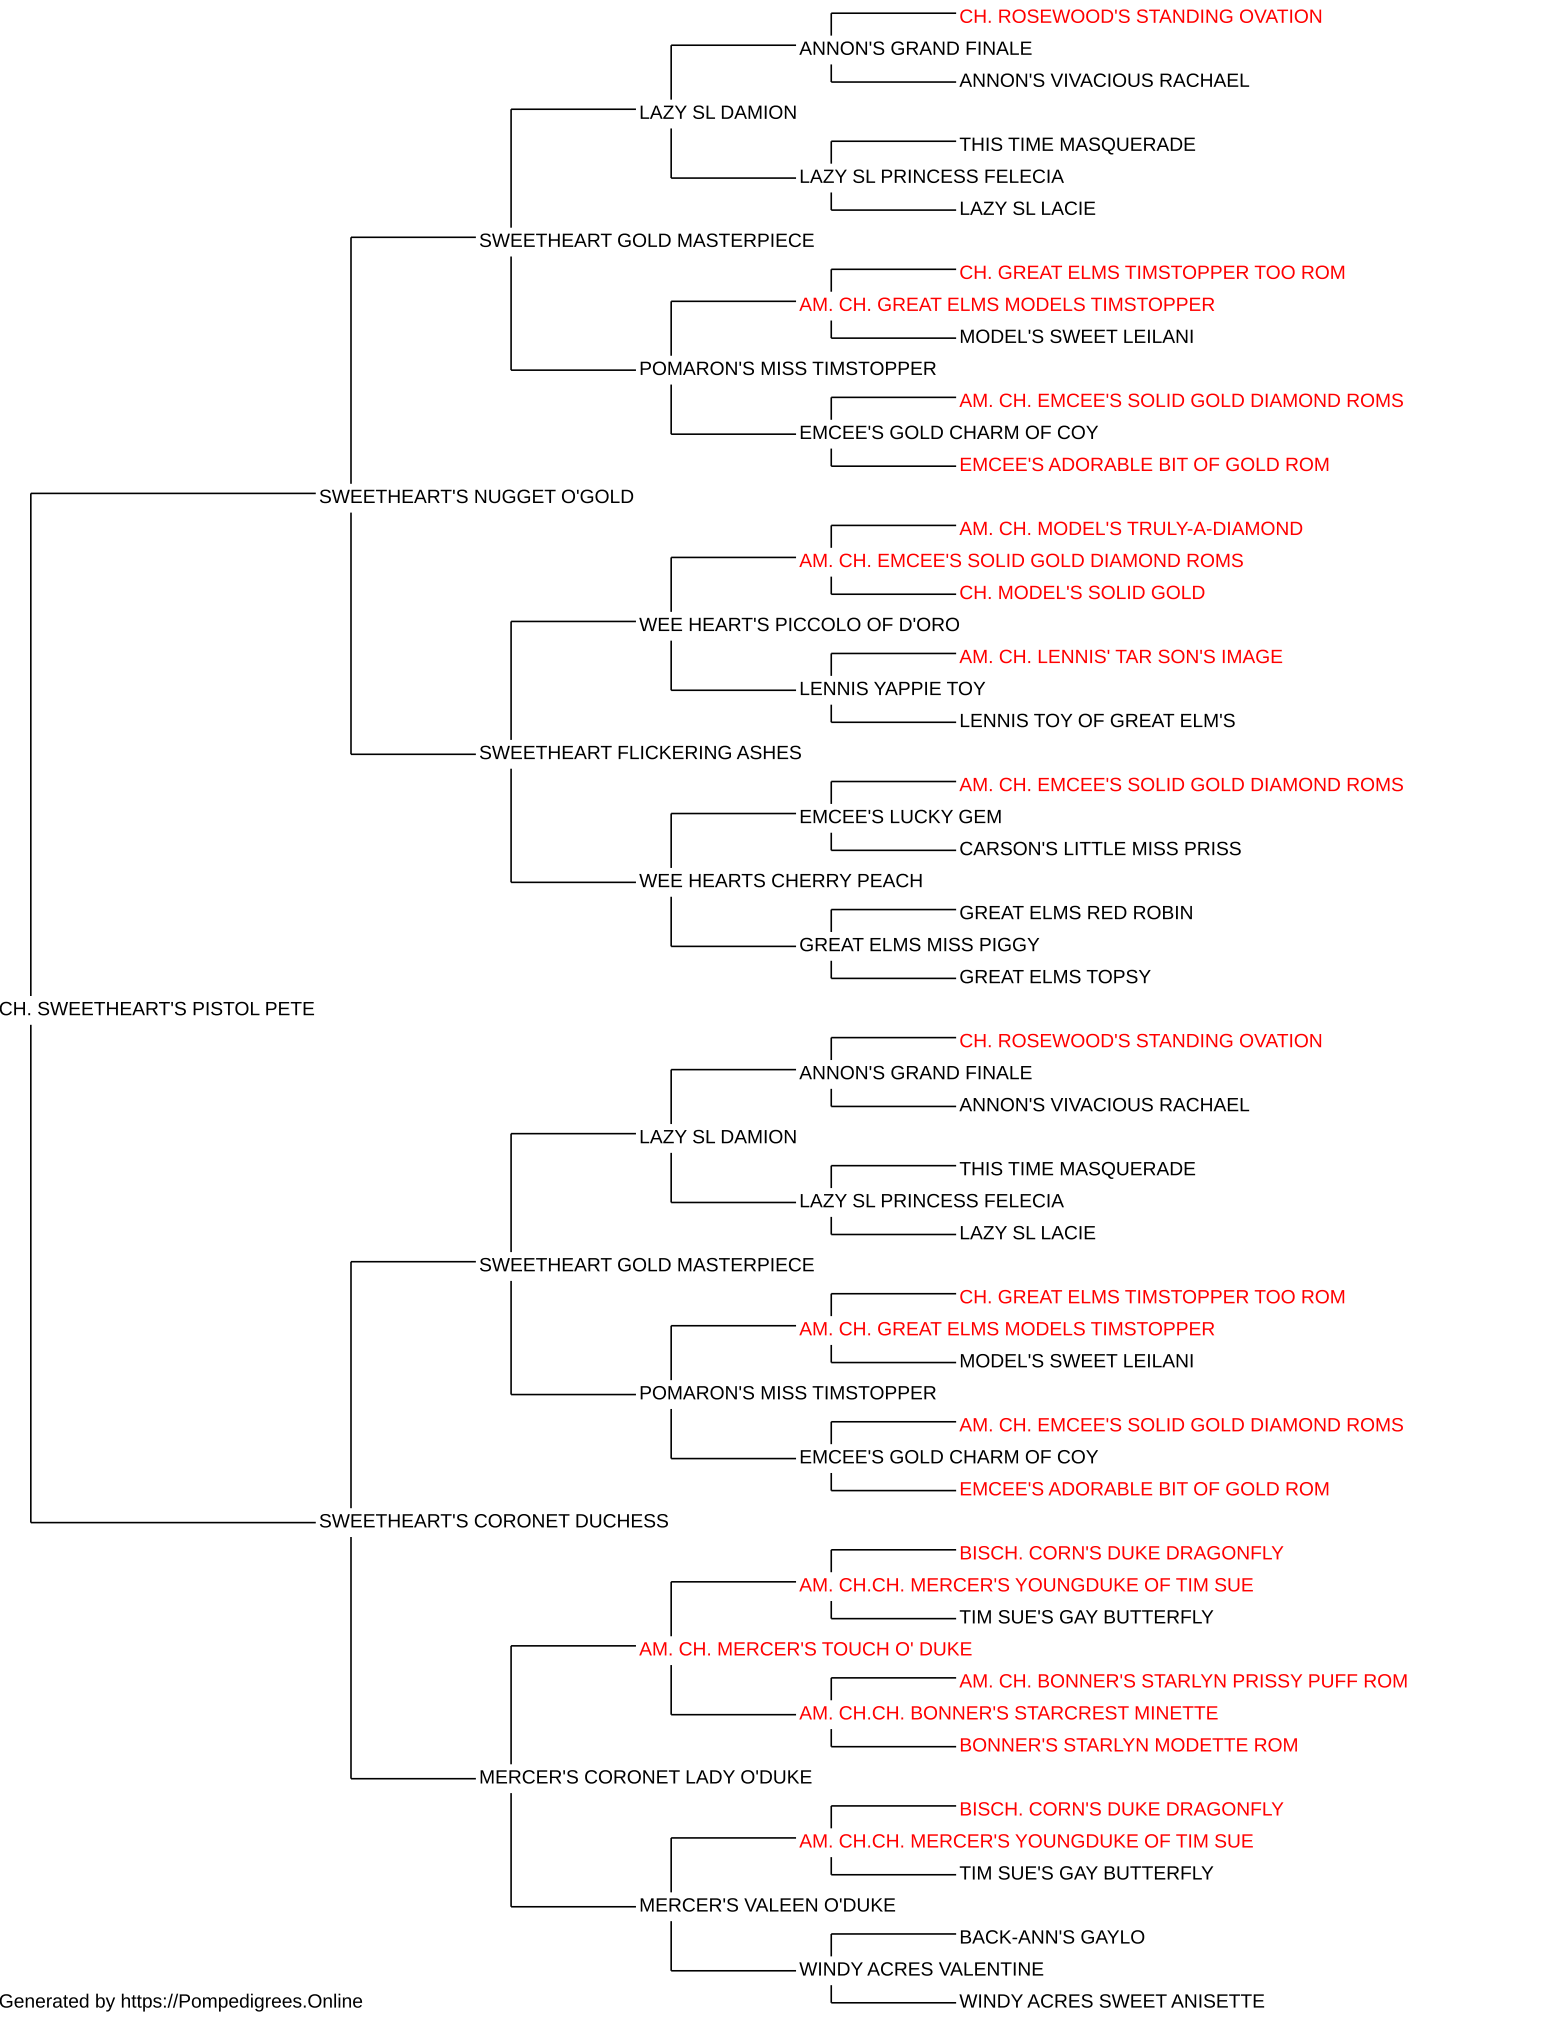 CH. ROSEWOOD'S STANDING OVATION
ANNON'S GRAND FINALE
ANNON'S VIVACIOUS RACHAEL
LAZY SL DAMION
THIS TIME MASQUERADE
LAZY SL PRINCESS FELECIA
LAZY SL LACIE
SWEETHEART GOLD MASTERPIECE
CH. GREAT ELMS TIMSTOPPER TOO ROM
AM. CH. GREAT ELMS MODELS TIMSTOPPER
MODEL'S SWEET LEILANI
POMARON'S MISS TIMSTOPPER
AM. CH. EMCEE'S SOLID GOLD DIAMOND ROMS
EMCEE'S GOLD CHARM OF COY
EMCEE'S ADORABLE BIT OF GOLD ROM
SWEETHEART'S NUGGET O'GOLD
AM. CH. MODEL'S TRULY-A-DIAMOND
AM. CH. EMCEE'S SOLID GOLD DIAMOND ROMS
CH. MODEL'S SOLID GOLD
WEE HEART'S PICCOLO OF D'ORO
AM. CH. LENNIS' TAR SON'S IMAGE
LENNIS YAPPIE TOY
LENNIS TOY OF GREAT ELM'S
SWEETHEART FLICKERING ASHES
AM. CH. EMCEE'S SOLID GOLD DIAMOND ROMS
EMCEE'S LUCKY GEM
CARSON'S LITTLE MISS PRISS
WEE HEARTS CHERRY PEACH
GREAT ELMS RED ROBIN
GREAT ELMS MISS PIGGY
GREAT ELMS TOPSY
CH. SWEETHEART'S PISTOL PETE
CH. ROSEWOOD'S STANDING OVATION
ANNON'S GRAND FINALE
ANNON'S VIVACIOUS RACHAEL
LAZY SL DAMION
THIS TIME MASQUERADE
LAZY SL PRINCESS FELECIA
LAZY SL LACIE
SWEETHEART GOLD MASTERPIECE
CH. GREAT ELMS TIMSTOPPER TOO ROM
AM. CH. GREAT ELMS MODELS TIMSTOPPER
MODEL'S SWEET LEILANI
POMARON'S MISS TIMSTOPPER
AM. CH. EMCEE'S SOLID GOLD DIAMOND ROMS
EMCEE'S GOLD CHARM OF COY
EMCEE'S ADORABLE BIT OF GOLD ROM
SWEETHEART'S CORONET DUCHESS
BISCH. CORN'S DUKE DRAGONFLY
AM. CH.CH. MERCER'S YOUNGDUKE OF TIM SUE
TIM SUE'S GAY BUTTERFLY
AM. CH. MERCER'S TOUCH O' DUKE
AM. CH. BONNER'S STARLYN PRISSY PUFF ROM
AM. CH.CH. BONNER'S STARCREST MINETTE
BONNER'S STARLYN MODETTE ROM
MERCER'S CORONET LADY O'DUKE
BISCH. CORN'S DUKE DRAGONFLY
AM. CH.CH. MERCER'S YOUNGDUKE OF TIM SUE
TIM SUE'S GAY BUTTERFLY
MERCER'S VALEEN O'DUKE
BACK-ANN'S GAYLO
WINDY ACRES VALENTINE
WINDY ACRES SWEET ANISETTE
Generated by https://Pompedigrees.Online